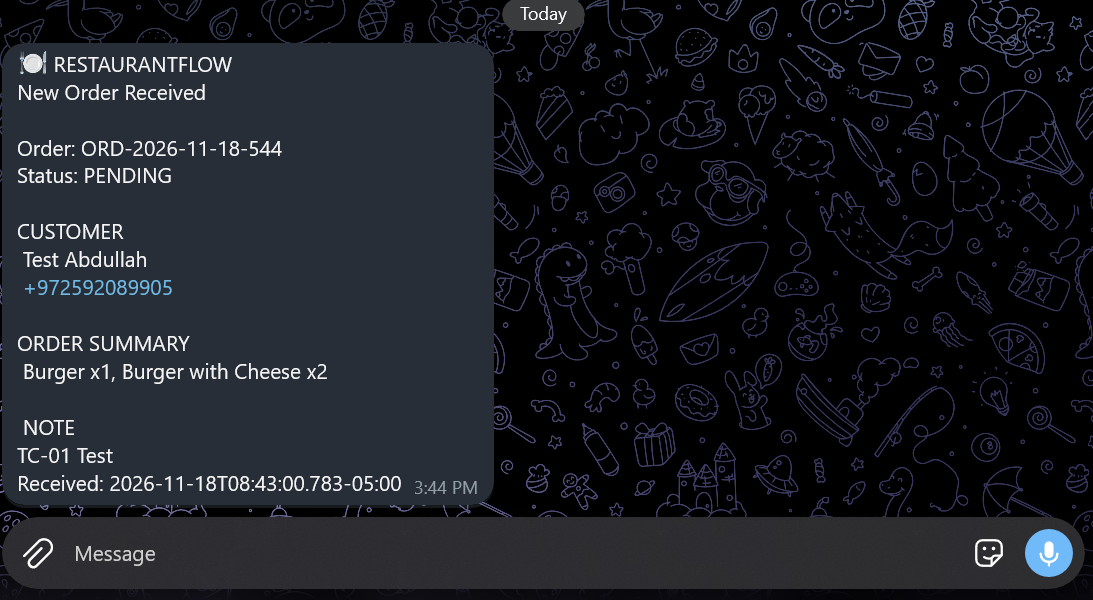 Today
🍽 RESTAURANTFLOW
New Order Received
Order: ORD-2026-11-18-544
Status: PENDING
CUSTOMER
Test Abdullah
+972592089905
ORDER SUMMARY
Burger x1, Burger with Cheese x2
NOTE
TC-01 Test
Received: 2026-11-18T08:43:00.783-05:00 3:44 PM
Message